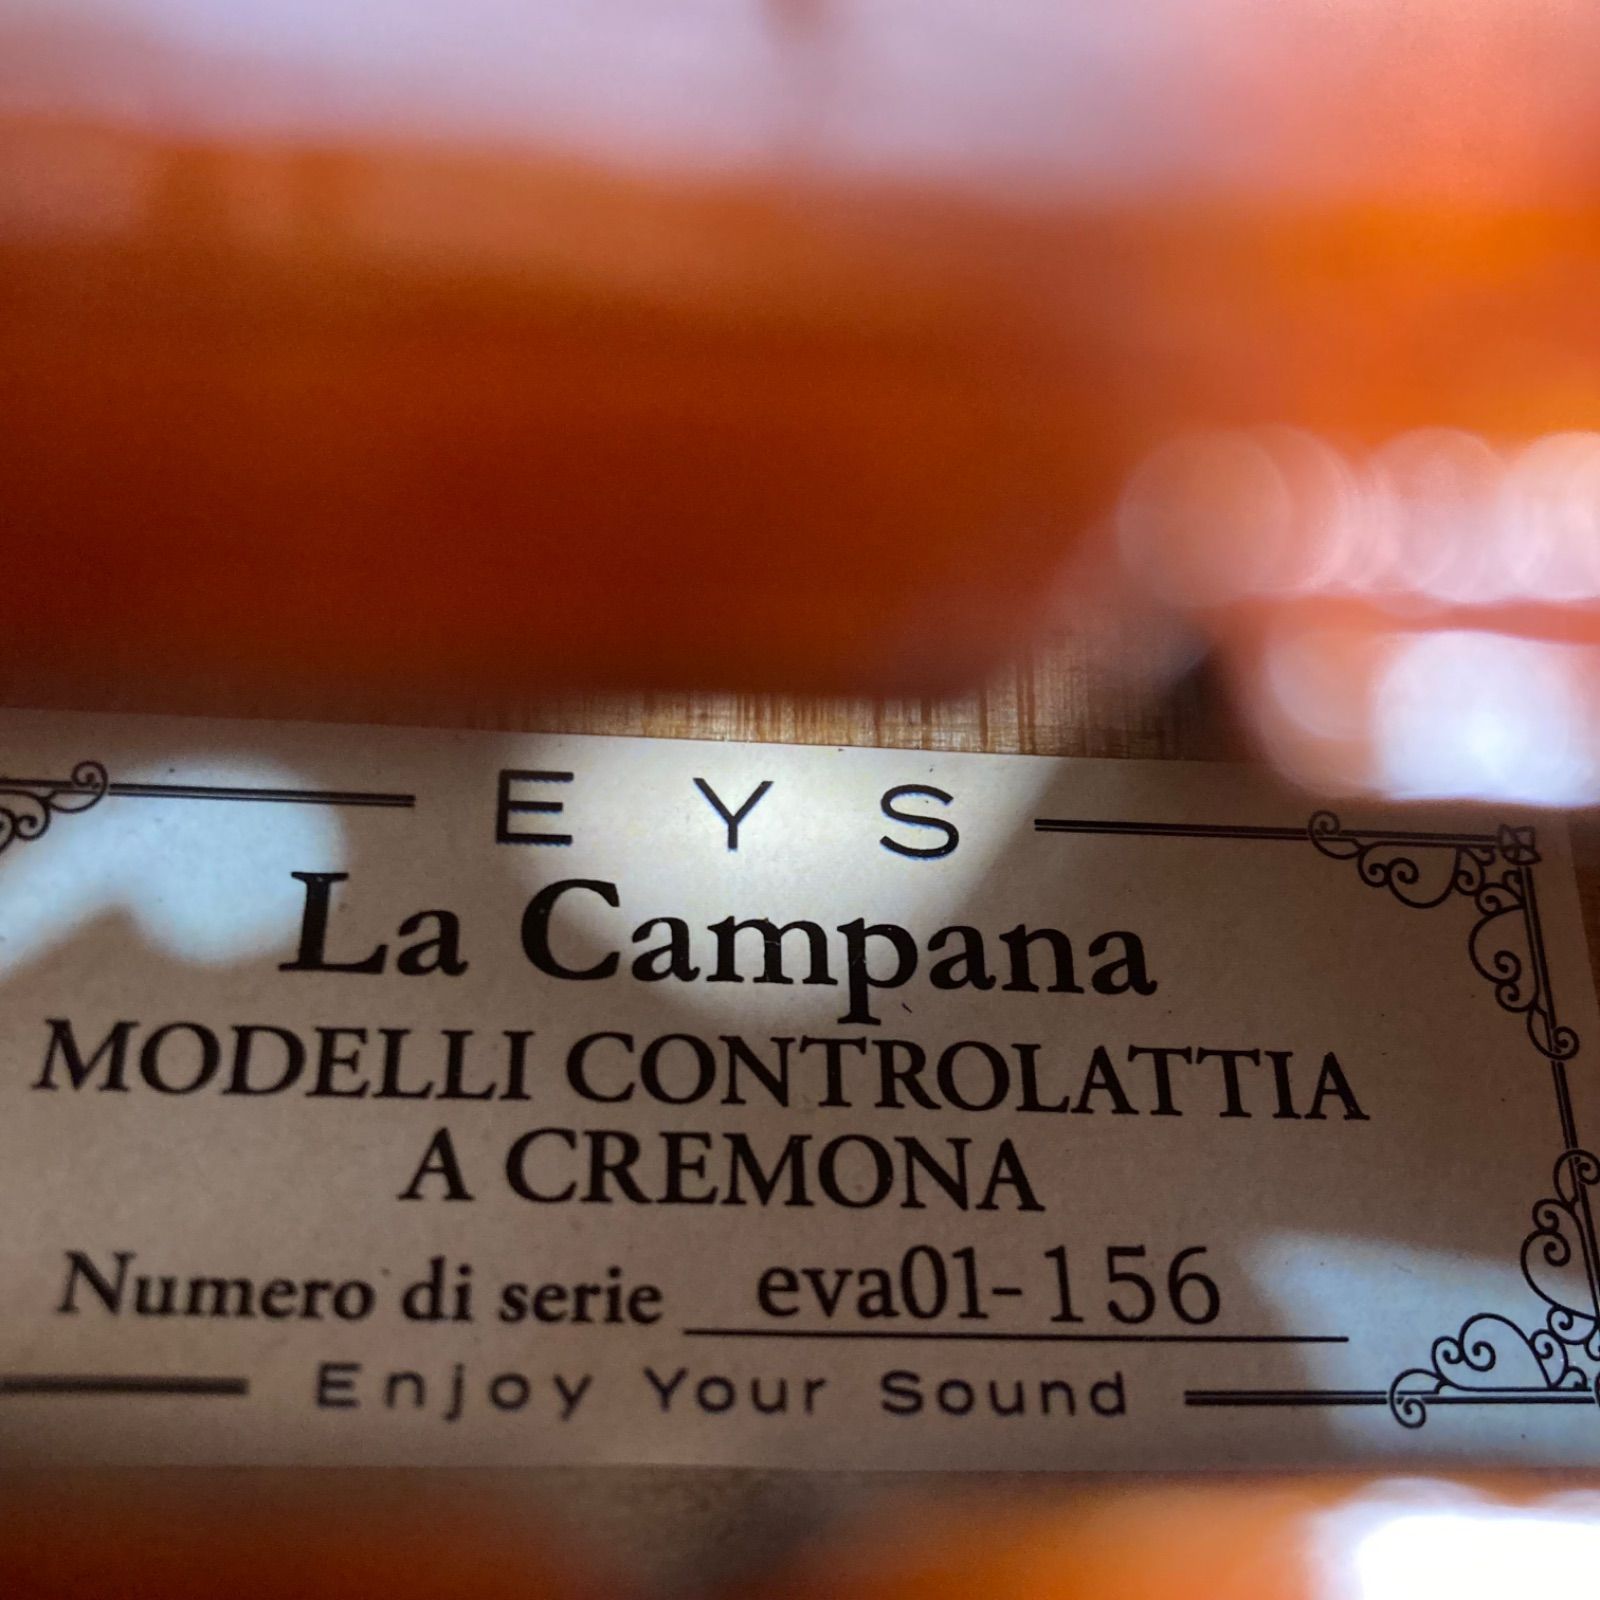 EYS
La Campana
MODELLI CONTROLATTIA
A CREMONA
Numero di serie eva01-156
Enjoy Your Sound